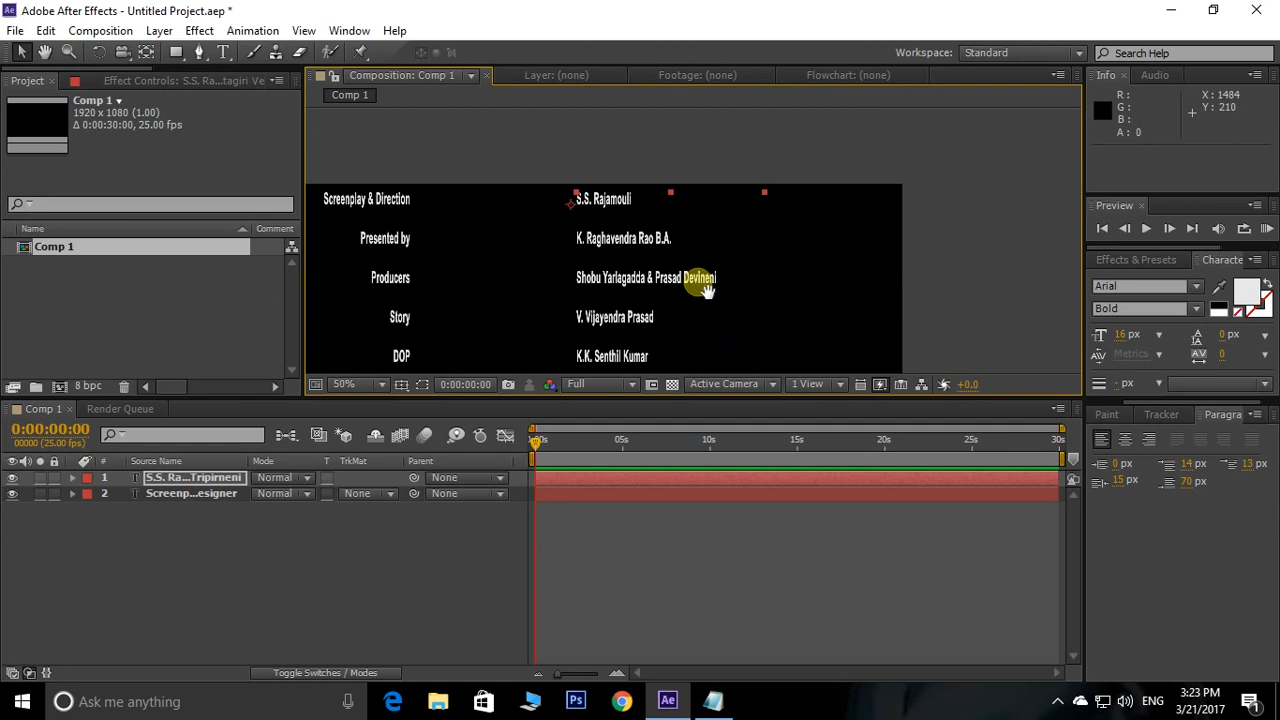 Adobe After Effects - Untitled Project.aep *
File Edit Composition Layer Effect Animation View Window Help
Workspace: Standard Search Help
Project Effect Controls: S.S. Ra...tagiri Ve Composition: Comp 1 Layer: (none) Footage: (none) Flowchart: (none) Info Audio
Comp 1
1920 x 1080 (1.00)
Δ 0:00:30:00, 25.00 fps
Comp 1
R :
G :
B :
A : 0
X : 1484
Y : 210
Screenplay & Direction S.S. Rajamouli
Presented by K. Raghavendra Rao B.A.
Producers Shobu Yarlagadda & Prasad Devineni
Story V. Vijayendra Prasad
DOP K.K. Senthil Kumar
Name Comment
Comp 1
Preview
Effects & Presets Characte
Arial
Bold
16 px 0 px
Metrics 0
- px
8 bpc
50% 0:00:00:00 Full Active Camera 1 View +0.0
Comp 1 Render Queue
0:00:00:00
00000 (25.00 fps)
:00s 05s 10s 15s 20s 25s 30s
# Source Name Mode T TrkMat Parent
1 T S.S. Ra...Tripirneni Normal None
2 T Screenp...esigner Normal None None
Paint Tracker Paragra
0 px 14 px 13 px
15 px 70 px
Toggle Switches / Modes
Ask me anything
Ps
Ae
ENG
3:23 PM
3/21/2017
1